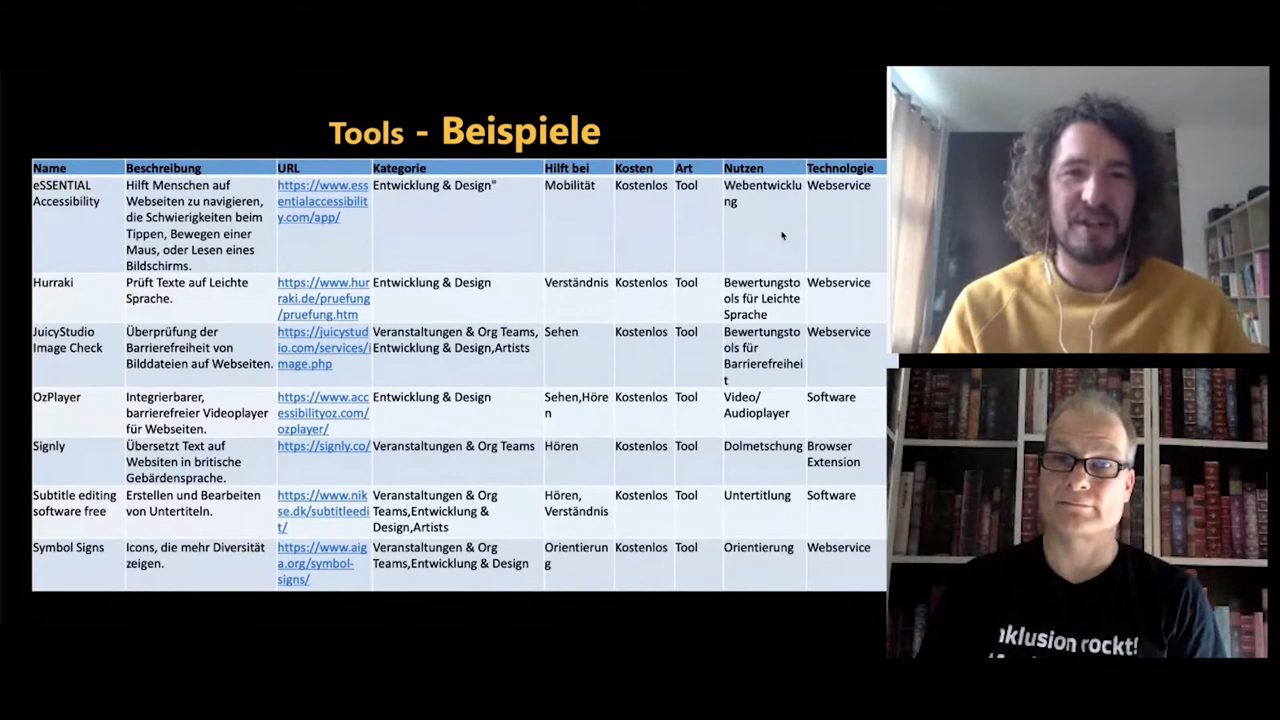 Tools - Beispiele
Name Beschreibung URL Kategorie Hilft bei Kosten Art Nutzen Technologie
eSSENTIAL
Accessibility
Hilft Menschen auf
Webseiten zu navigieren,
die Schwierigkeiten beim
Tippen, Bewegen einer
Maus, oder Lesen eines
Bildschirms.
https://www.ess
entialaccessibilit
y.com/app/
Entwicklung & Design"
Mobilität
Kostenlos
Tool
Webentwicklu
ng
Webservice
Hurraki
Prüft Texte auf Leichte
Sprache.
https://www.hur
raki.de/pruefung
/pruefung.htm
Entwicklung & Design
Verständnis
Kostenlos
Tool
Bewertungsto
ols für Leichte
Sprache
Webservice
JuicyStudio
Image Check
Überprüfung der
Barrierefreiheit von
Bilddateien auf Webseiten.
https://juicystud
io.com/services/i
mage.php
Veranstaltungen & Org Teams,
Entwicklung & Design,Artists
Sehen
Kostenlos
Tool
Bewertungsto
ols für
Barrierefreihei
t
Webservice
OzPlayer
Integrierbarer,
barrierefreier Videoplayer
für Webseiten.
https://www.acc
essibilityoz.com/
ozplayer/
Entwicklung & Design
Sehen,Höre
n
Kostenlos
Tool
Video/
Audioplayer
Software
Signly
Übersetzt Text auf
Websiten in britische
Gebärdensprache.
https://signly.co/
Veranstaltungen & Org Teams
Hören
Kostenlos
Tool
Dolmetschung
Browser
Extension
Subtitle editing
software free
Erstellen und Bearbeiten
von Untertiteln.
https://www.nik
se.dk/subtitleedi
t/
Veranstaltungen & Org
Teams,Entwicklung &
Design,Artists
Hören,
Verständnis
Kostenlos
Tool
Untertitlung
Software
Symbol Signs
Icons, die mehr Diversität
zeigen.
https://www.aig
a.org/symbol-
signs/
Veranstaltungen & Org
Teams,Entwicklung & Design
Orientierun
g
Kostenlos
Tool
Orientierung
Webservice
nklusion rockt!